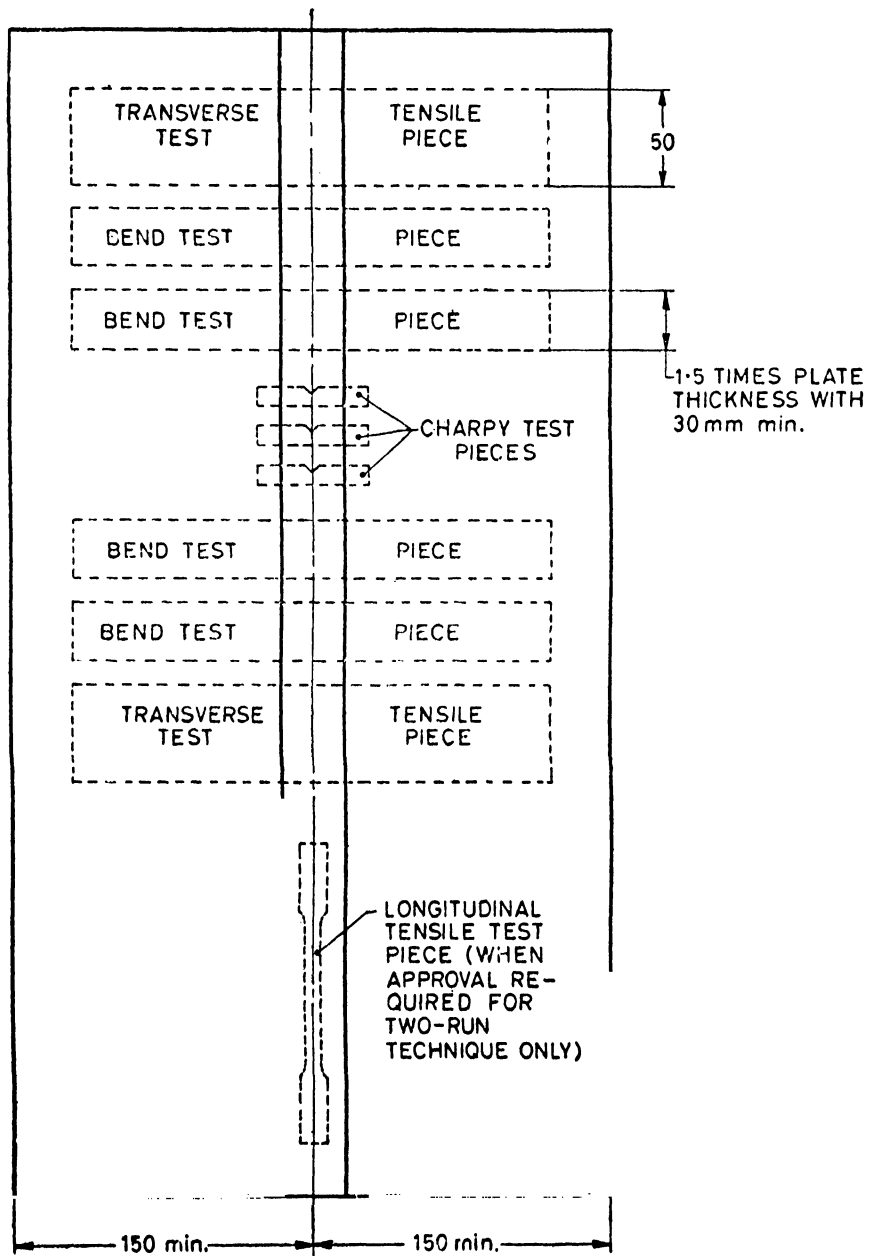 TRANSVERSE
TEST
TENSILE
PIECE
50
BEND TEST
PIECE
BEND TEST
PIECE
1·5 TIMES PLATE
THICKNESS WITH
30mm min.
CHARPY TEST
PIECES
BEND TEST
PIECE
BEND TEST
PIECE
TRANSVERSE
TEST
TENSILE
PIECE
LONGITUDINAL
TENSILE TEST
PIECE (WHEN
APPROVAL RE-
QUIRED FOR
TWO-RUN
TECHNIQUE ONLY)
150 min.
150 min.